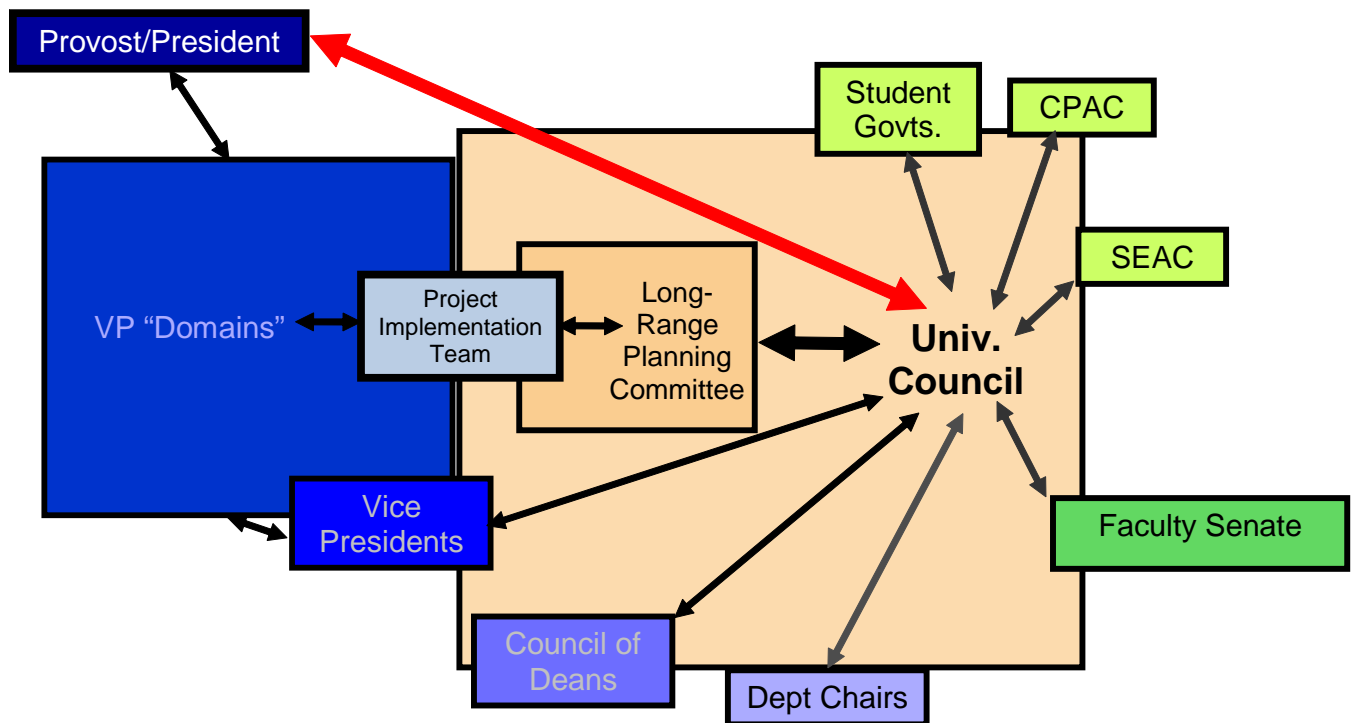 Provost/President
Student
Govts.
CPAC
SEAC
VP “Domains”
Project
Implementation
Team
Long-
Range
Planning
Committee
Univ.
Council
Vice
Presidents
Faculty Senate
Council of
Deans
Dept Chairs